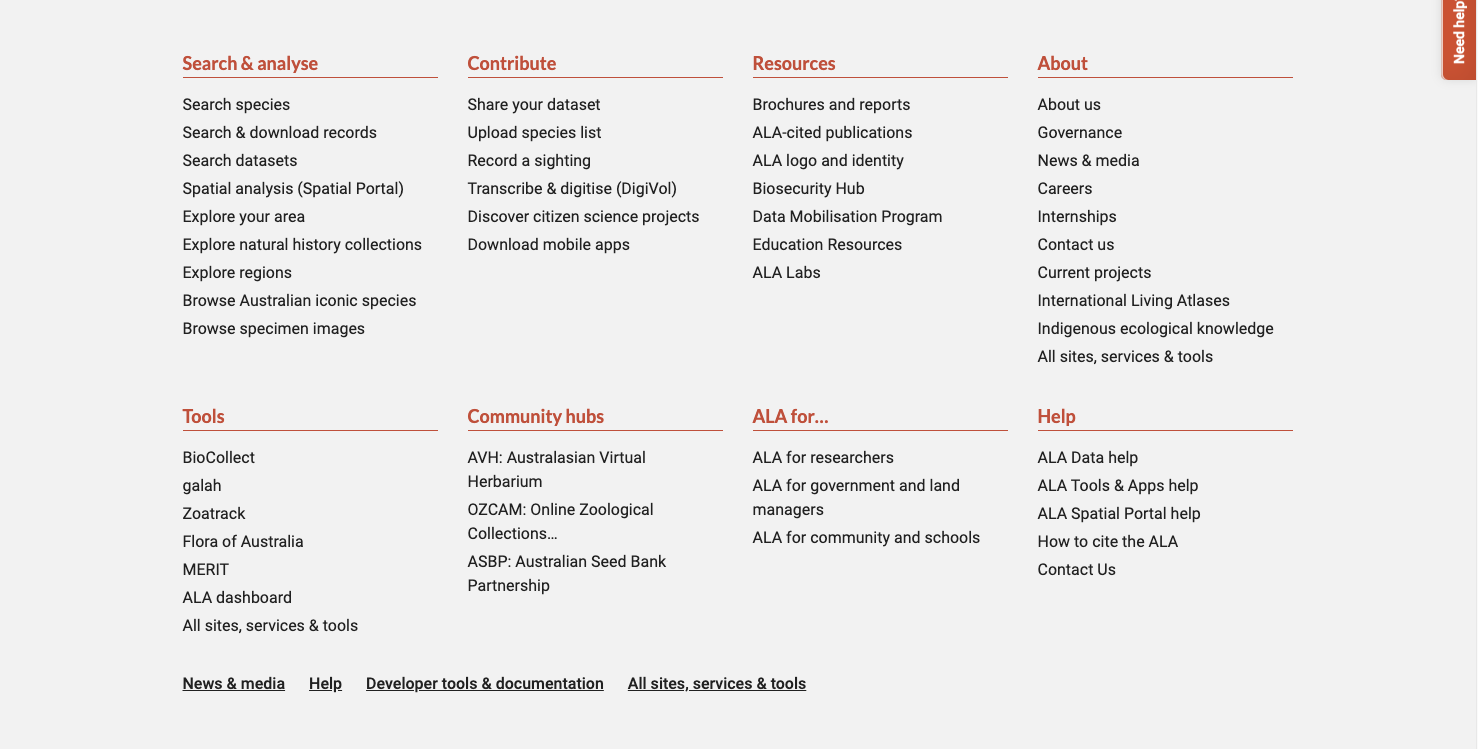 Need help
Search & analyse
Search species
Search & download records
Search datasets
Spatial analysis (Spatial Portal)
Explore your area
Explore natural history collections
Explore regions
Browse Australian iconic species
Browse specimen images
Contribute
Share your dataset
Upload species list
Record a sighting
Transcribe & digitise (DigiVol)
Discover citizen science projects
Download mobile apps
Resources
Brochures and reports
ALA-cited publications
ALA logo and identity
Biosecurity Hub
Data Mobilisation Program
Education Resources
ALA Labs
About
About us
Governance
News & media
Careers
Internships
Contact us
Current projects
International Living Atlases
Indigenous ecological knowledge
All sites, services & tools
Tools
BioCollect
galah
Zoatrack
Flora of Australia
MERIT
ALA dashboard
All sites, services & tools
Community hubs
AVH: Australasian Virtual
Herbarium
OZCAM: Online Zoological
Collections…
ASBP: Australian Seed Bank
Partnership
ALA for…
ALA for researchers
ALA for government and land
managers
ALA for community and schools
Help
ALA Data help
ALA Tools & Apps help
ALA Spatial Portal help
How to cite the ALA
Contact Us
News & media Help Developer tools & documentation All sites, services & tools